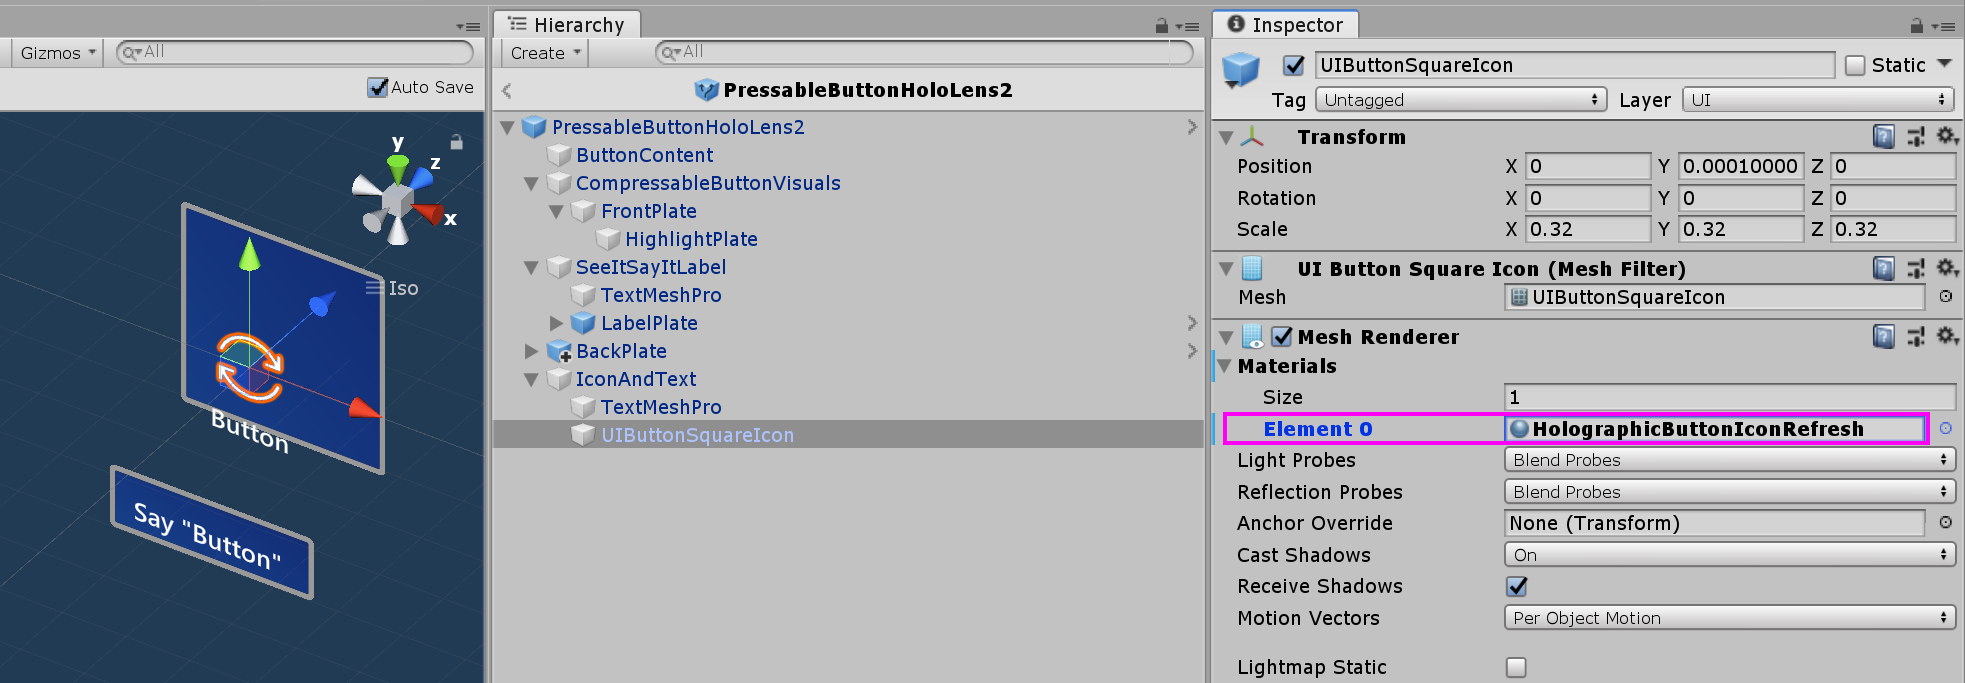 Gizmos
All
Auto Save
y
z
x
Iso
Button
Say "Button"
Hierarchy
Create
All
PressableButtonHoloLens2
PressableButtonHoloLens2
ButtonContent
CompressableButtonVisuals
FrontPlate
HighlightPlate
SeeItSayItLabel
TextMeshPro
LabelPlate
BackPlate
IconAndText
TextMeshPro
UIButtonSquareIcon
Inspector
UIButtonSquareIcon
Static
Tag Untagged Layer UI
Transform
Position X 0 Y 0.00010000 Z 0
Rotation X 0 Y 0 Z 0
Scale X 0.32 Y 0.32 Z 0.32
UI Button Square Icon (Mesh Filter)
Mesh UIButtonSquareIcon
Mesh Renderer
Materials
Size 1
Element 0 HolographicButtonIconRefresh
Light Probes Blend Probes
Reflection Probes Blend Probes
Anchor Override None (Transform)
Cast Shadows On
Receive Shadows
Motion Vectors Per Object Motion
Lightmap Static